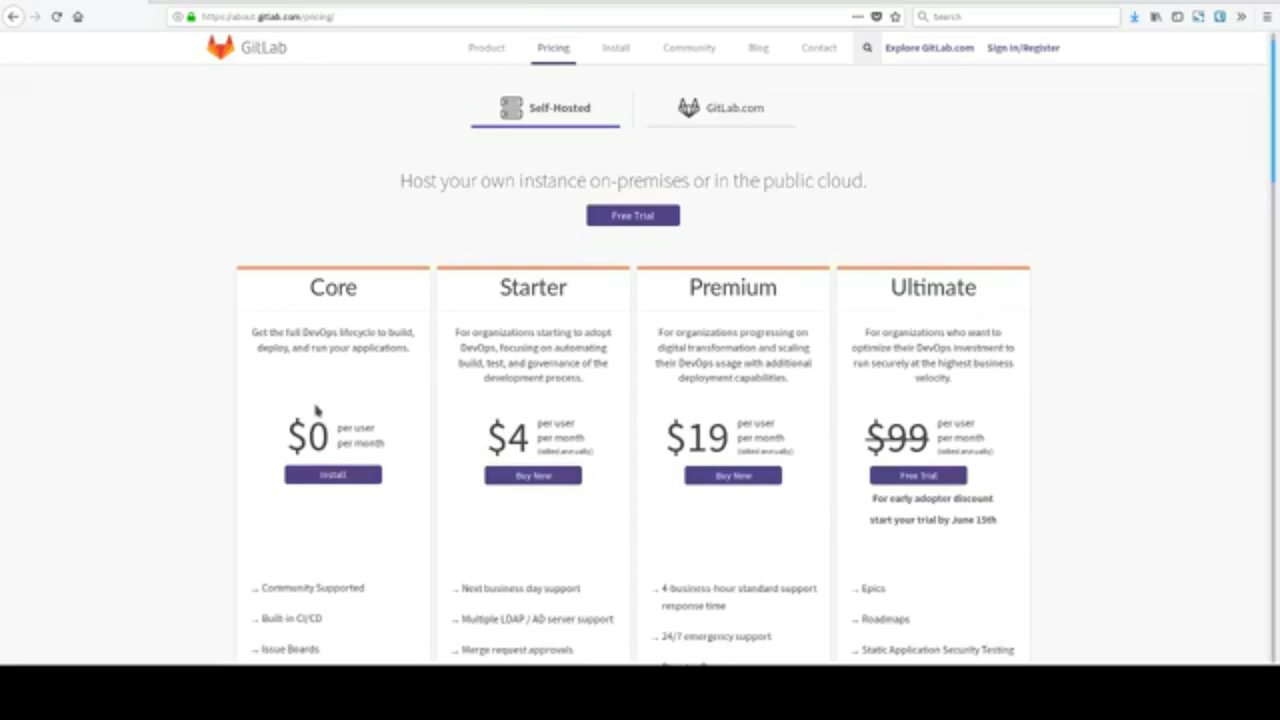 https://about.gitlab.com/pricing/
Search
GitLab
Product Pricing Install Community Blog Contact Explore GitLab.com Sign In/Register
Self-Hosted GitLab.com
Host your own instance on-premises or in the public cloud.
Free Trial
Core
Get the full DevOps lifecycle to build,
deploy, and run your applications.
$0 per user
per month
Install
Community Supported
Built-in CI/CD
Issue Boards
Starter
For organizations starting to adopt
DevOps, focusing on automating
build, test, and governance of the
development process.
$4 per user
per month
(billed annually)
Buy Now
Next business day support
Multiple LDAP / AD server support
Merge request approvals
Premium
For organizations progressing on
digital transformation and scaling
their DevOps usage with additional
deployment capabilities.
$19 per user
per month
(billed annually)
Buy Now
4-business-hour standard support
response time
24/7 emergency support
Ultimate
For organizations who want to
optimize their DevOps investment to
run securely at the highest business
velocity.
$99 per user
per month
(billed annually)
Free Trial
For early adopter discount
start your trial by June 15th
Epics
Roadmaps
Static Application Security Testing